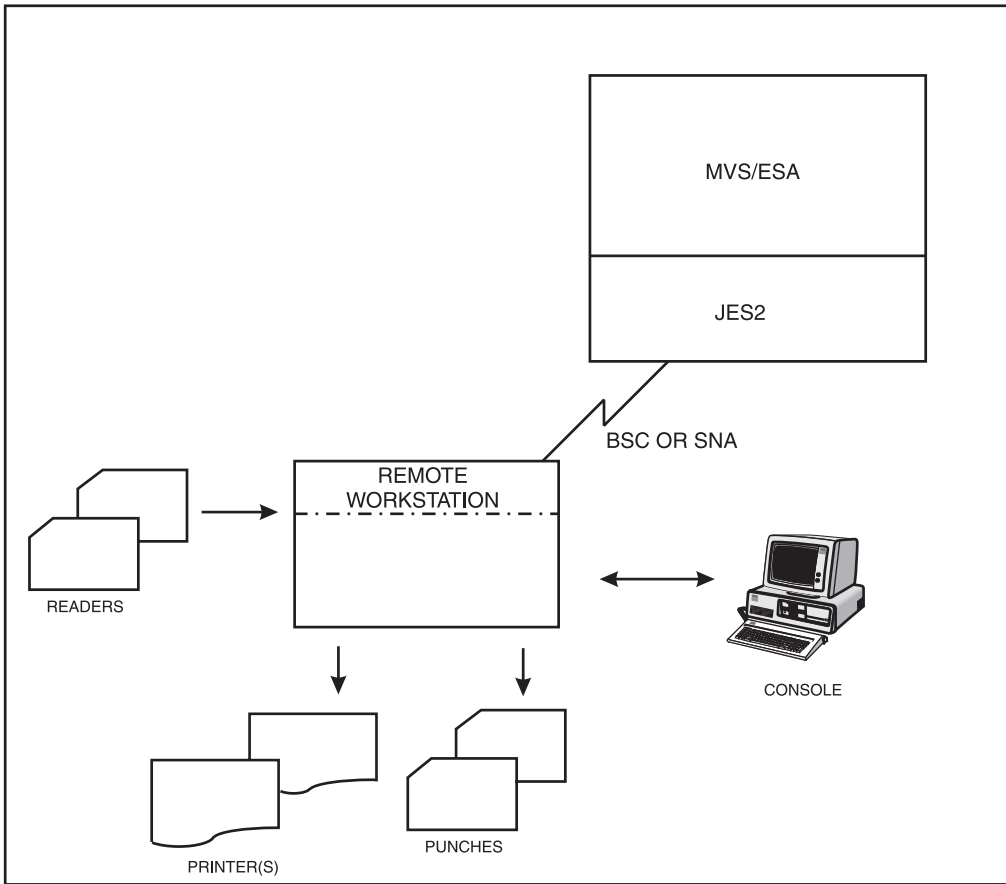 MVS/ESA
JES2
BSC OR SNA
REMOTE
WORKSTATION
READERS
CONSOLE
PRINTER(S)
PUNCHES